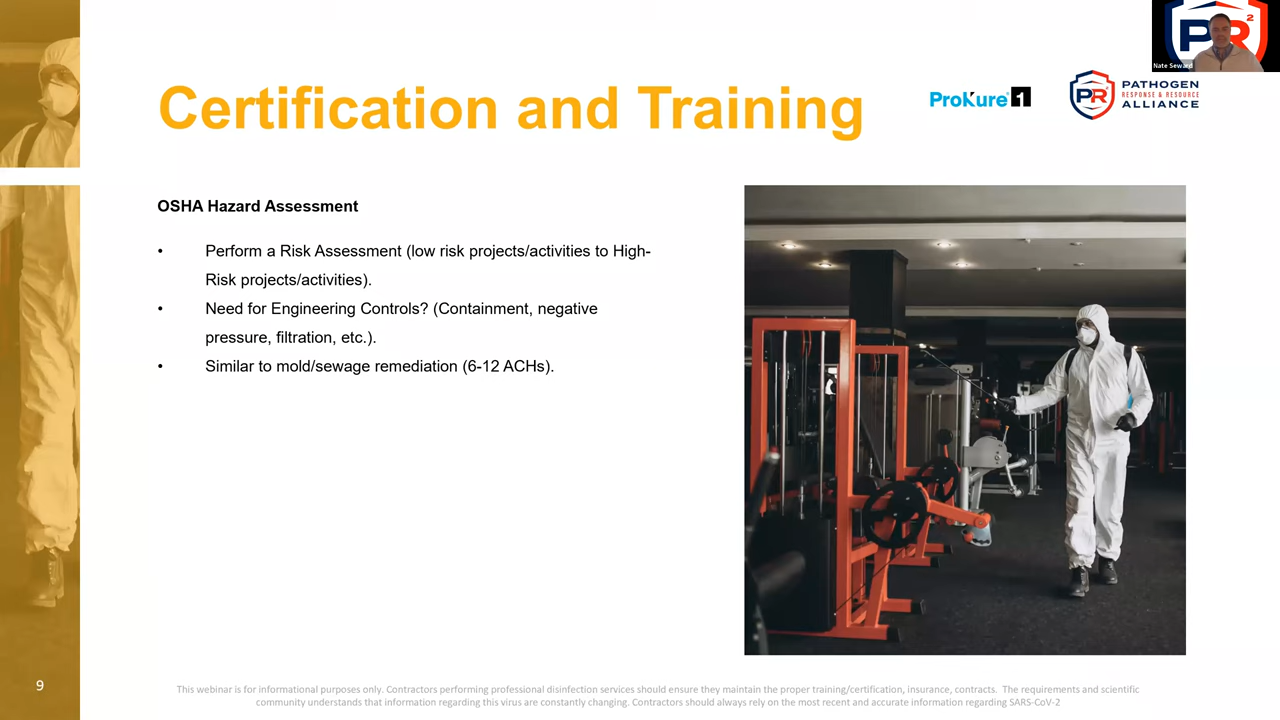 PR²
Nate Seward
Certification and Training
ProKure 1
PR
PATHOGEN
RESPONSE & RESOURCE
ALLIANCE
OSHA Hazard Assessment
• Perform a Risk Assessment (low risk projects/activities to High-
Risk projects/activities).
• Need for Engineering Controls? (Containment, negative
pressure, filtration, etc.).
• Similar to mold/sewage remediation (6-12 ACHs).
9
This webinar is for informational purposes only. Contractors performing professional disinfection services should ensure they maintain the proper training/certification, insurance, contracts.  The requirements and scientific
community understands that information regarding this virus are constantly changing. Contractors should always rely on the most recent and accurate information regarding SARS-CoV-2